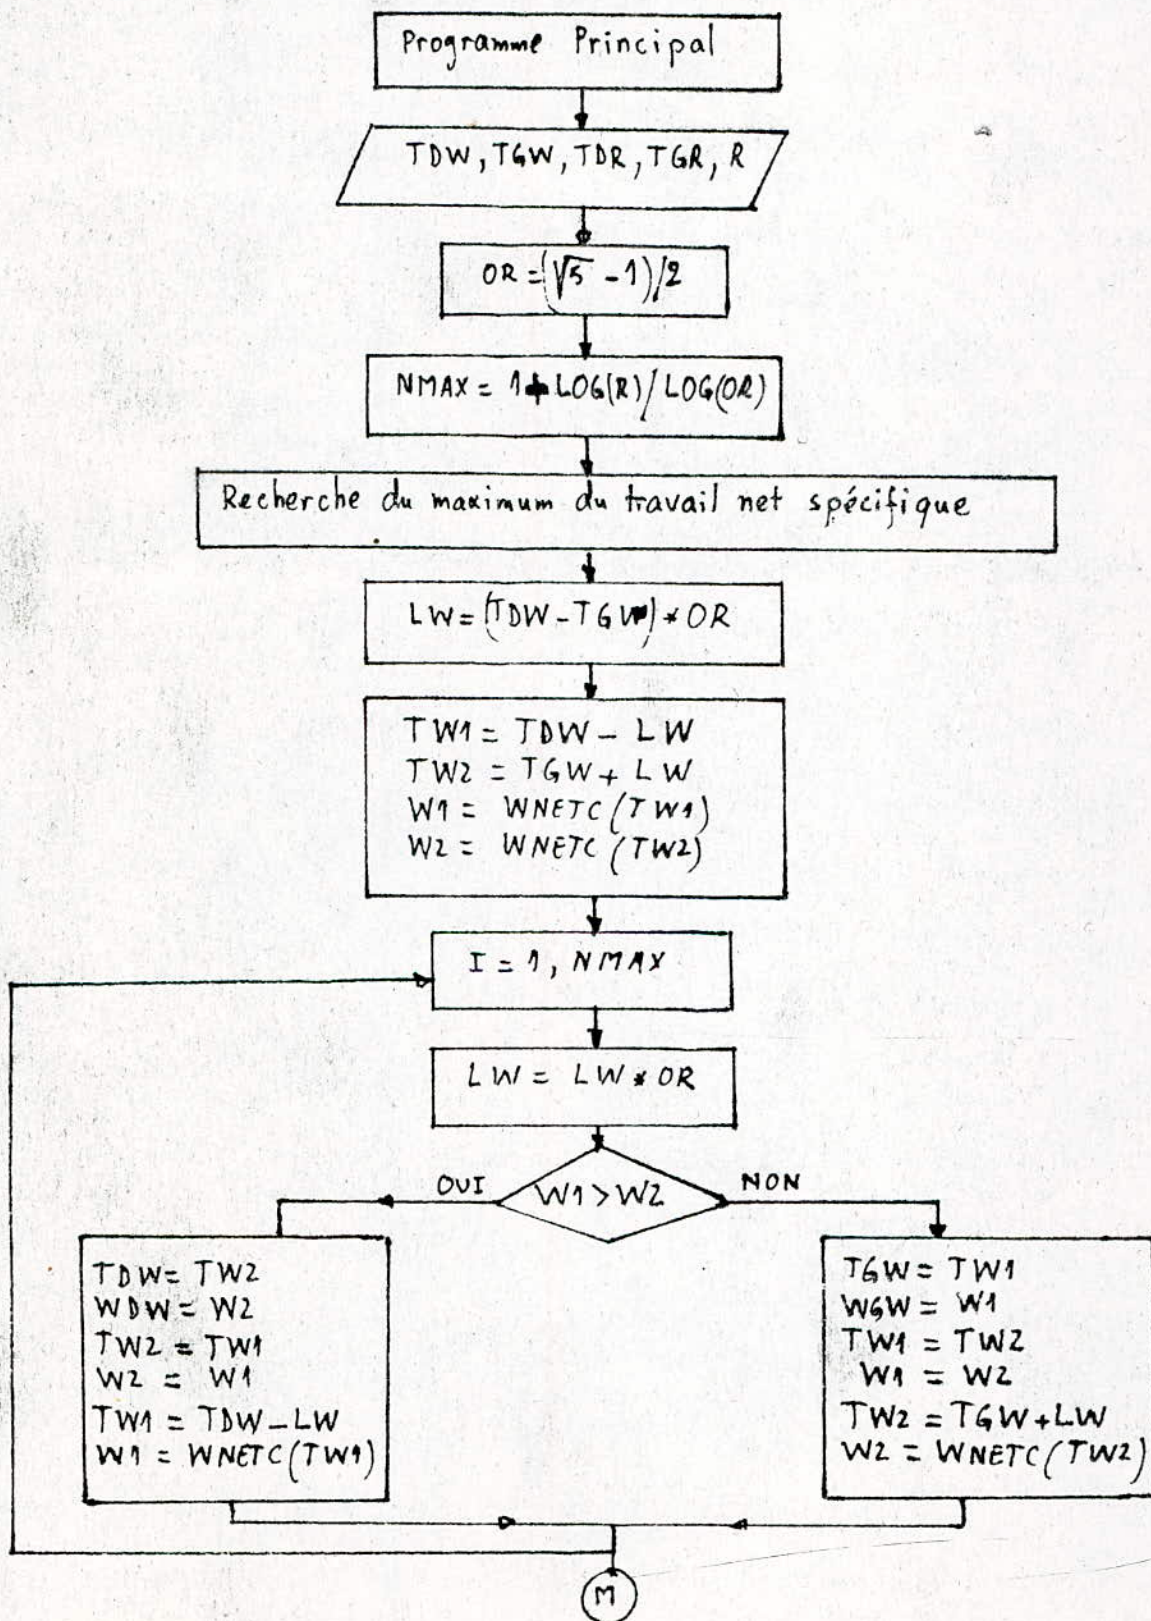 Programme Principal
TDW, TGW, TDR, TGR, R
OR = (√5 - 1)/2
NMAX = 1 + LOG(R)/LOG(OR)
Recherche du maximum du travail net spécifique
LW = (TDW - TGW) * OR
TW1 = TDW - LW
TW2 = TGW + LW
W1 = WNETC(TW1)
W2 = WNETC(TW2)
I = 1, NMAX
LW = LW * OR
OUI
W1 > W2
NON
TDW = TW2
WDW = W2
TW2 = TW1
W2 = W1
TW1 = TDW - LW
W1 = WNETC(TW1)
TGW = TW1
WGW = W1
TW1 = TW2
W1 = W2
TW2 = TGW + LW
W2 = WNETC(TW2)
M